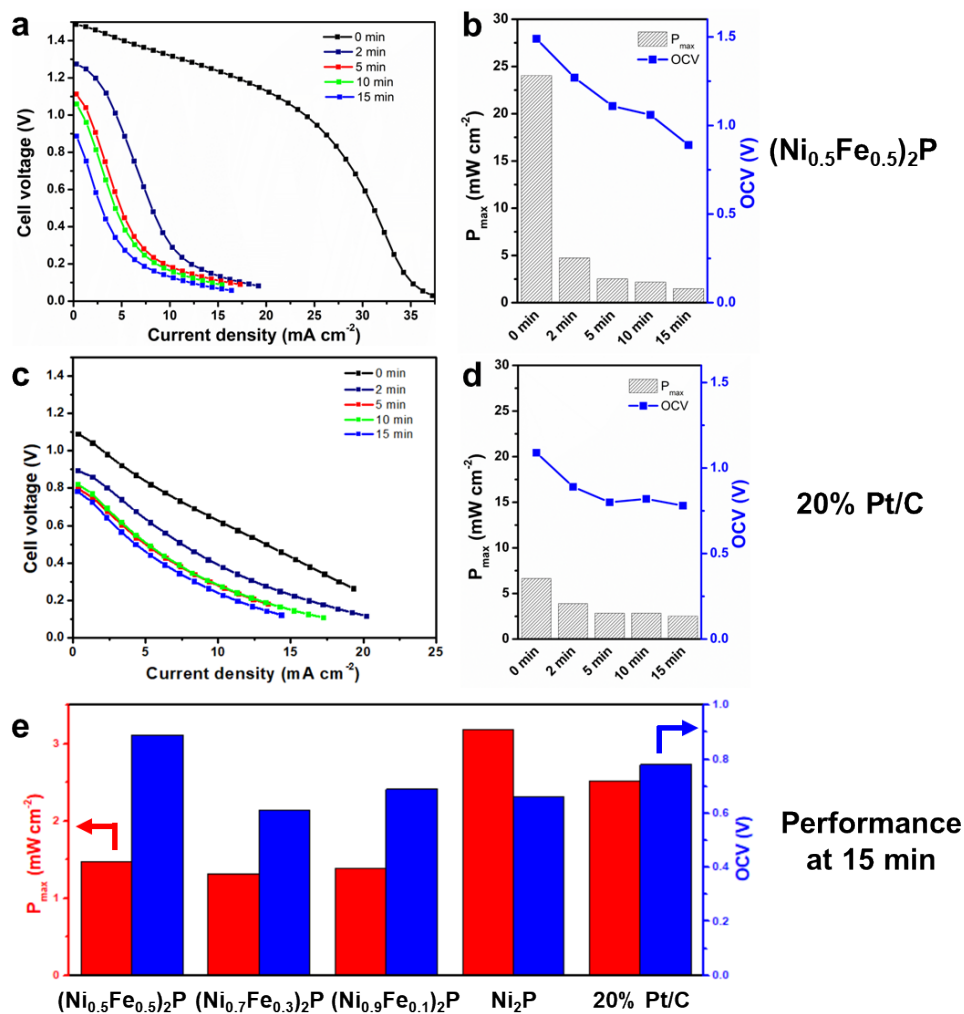 a
Cell voltage (V)
1.4
1.2
1.0
0.8
0.6
0.4
0.2
0.0
0 5 10 15 20 25 30 35
Current density (mA cm⁻²)
0 min
2 min
5 min
10 min
15 min
b
P_max (mW cm⁻²)
30
25
20
15
10
5
0
0 min 2 min 5 min 10 min 15 min
P_max
OCV
1.5
1.0
0.5
0.0
OCV (V)
(Ni₀.₅Fe₀.₅)₂P
c
Cell voltage (V)
1.4
1.2
1.0
0.8
0.6
0.4
0.2
0.0
0 5 10 15 20 25
Current density (mA cm⁻²)
0 min
2 min
5 min
10 min
15 min
d
P_max (mW cm⁻²)
30
25
20
15
10
5
0
0 min 2 min 5 min 10 min 15 min
P_max
OCV
1.5
1.0
0.5
0.0
OCV (V)
20% Pt/C
e
P_max (mW cm⁻²)
3
2
1
0
(Ni₀.₅Fe₀.₅)₂P (Ni₀.₇Fe₀.₃)₂P (Ni₀.₉Fe₀.₁)₂P Ni₂P 20% Pt/C
1.0
0.8
0.6
0.4
0.2
0.0
OCV (V)
Performance
at 15 min